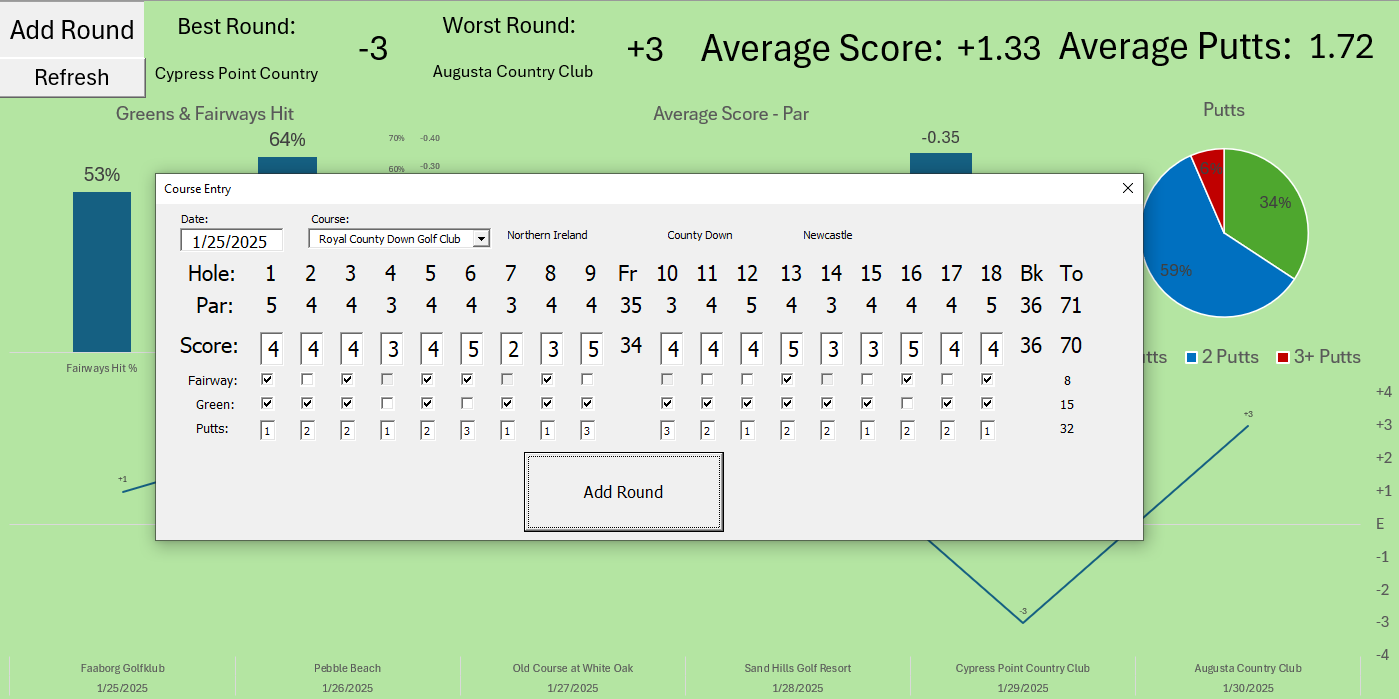 Add Round
Refresh
Best Round:
Cypress Point Country
-3
Worst Round:
Augusta Country Club
+3
Average Score: +1.33
Average Putts: 1.72
Greens & Fairways Hit
53%
64%
70%
60%
Fairways Hit %
Average Score - Par
-0.40
-0.30
-0.35
Putts
34%
59%
2 Putts
3+ Putts
Course Entry
Date:
1/25/2025
Course:
Royal County Down Golf Club
Northern Ireland
County Down
Newcastle
Hole: 1 2 3 4 5 6 7 8 9 Fr 10 11 12 13 14 15 16 17 18 Bk To
Par: 5 4 4 3 4 4 3 4 4 35 3 4 5 4 3 4 4 4 5 36 71
Score: 4 4 4 3 4 5 2 3 5 34 4 4 4 5 3 3 5 4 4 36 70
Fairway: 8
Green: 15
Putts: 1 2 2 1 2 3 1 1 3 3 2 1 2 2 1 2 2 1 32
Add Round
+4
+3
+2
+1
E
-1
-2
-3
-4
+1
-3
+3
Faaborg Golfklub
1/25/2025
Pebble Beach
1/26/2025
Old Course at White Oak
1/27/2025
Sand Hills Golf Resort
1/28/2025
Cypress Point Country Club
1/29/2025
Augusta Country Club
1/30/2025